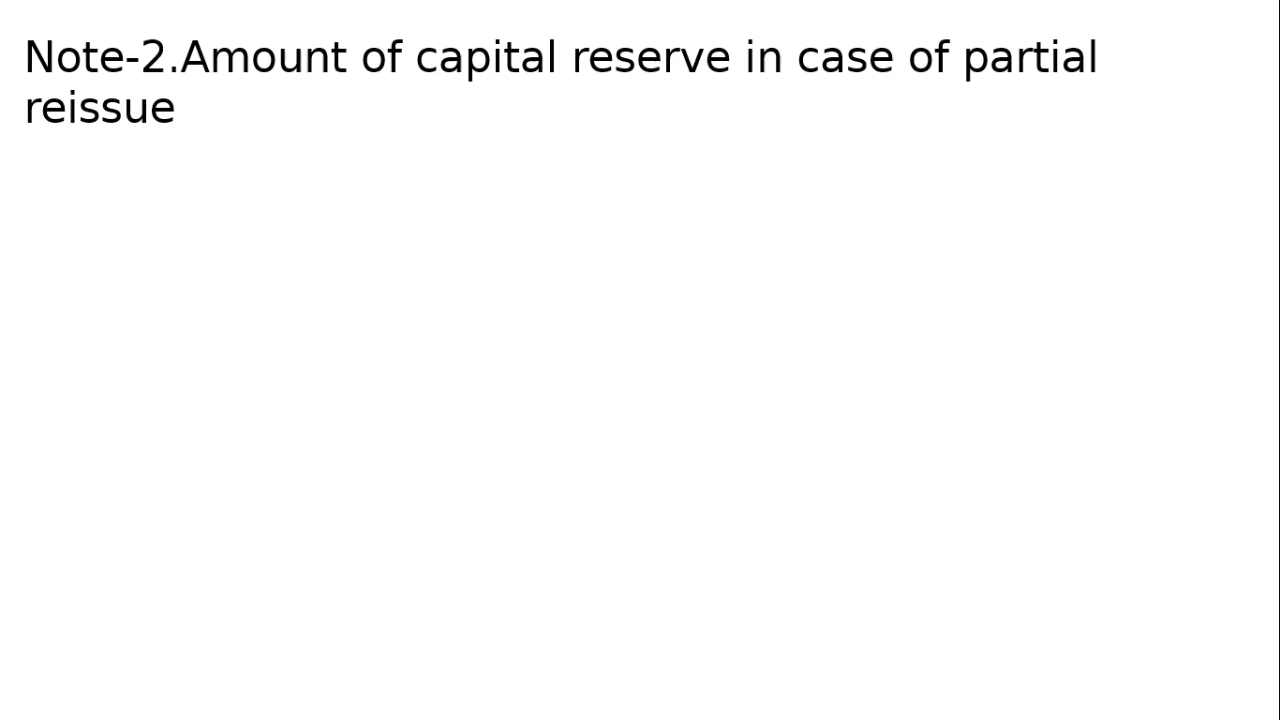 Note-2.Amount of capital reserve in case of partial
reissue